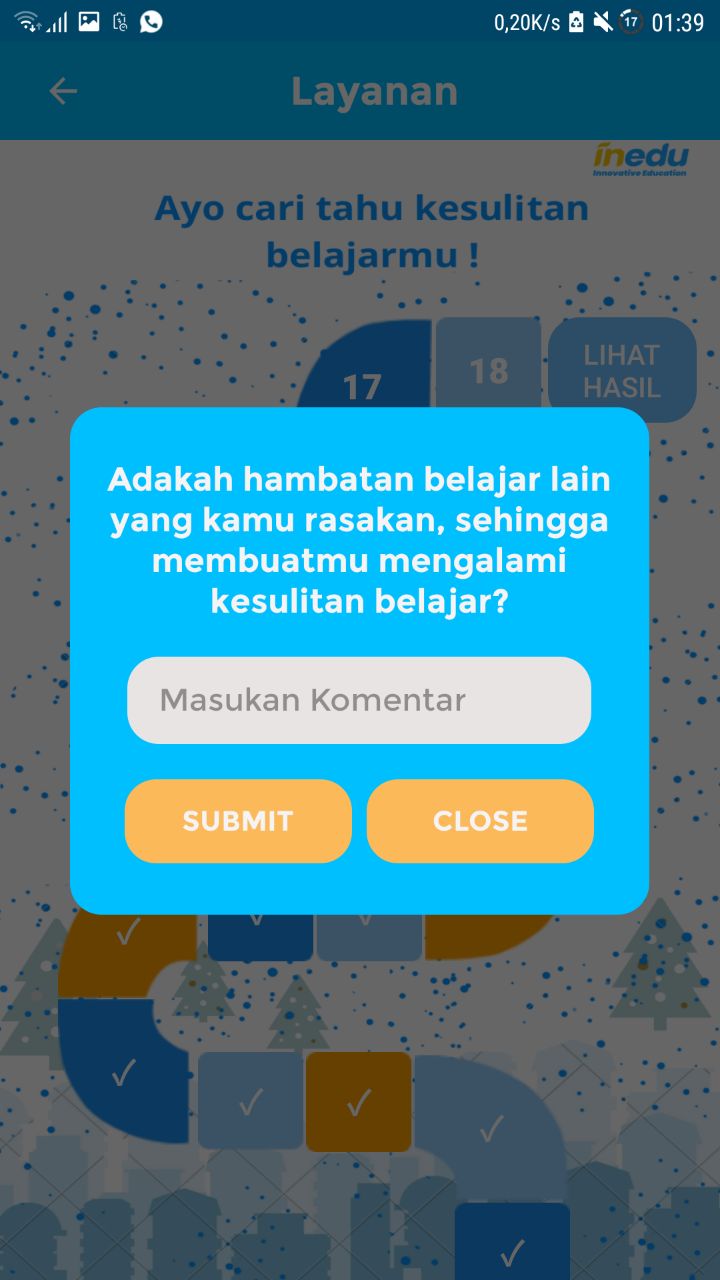 0,20K/s 17 01:39
Layanan
inedu
Innovative Education
Ayo cari tahu kesulitan
belajarmu !
17
18
LIHAT
HASIL
Adakah hambatan belajar lain
yang kamu rasakan, sehingga
membuatmu mengalami
kesulitan belajar?
Masukan Komentar
SUBMIT
CLOSE